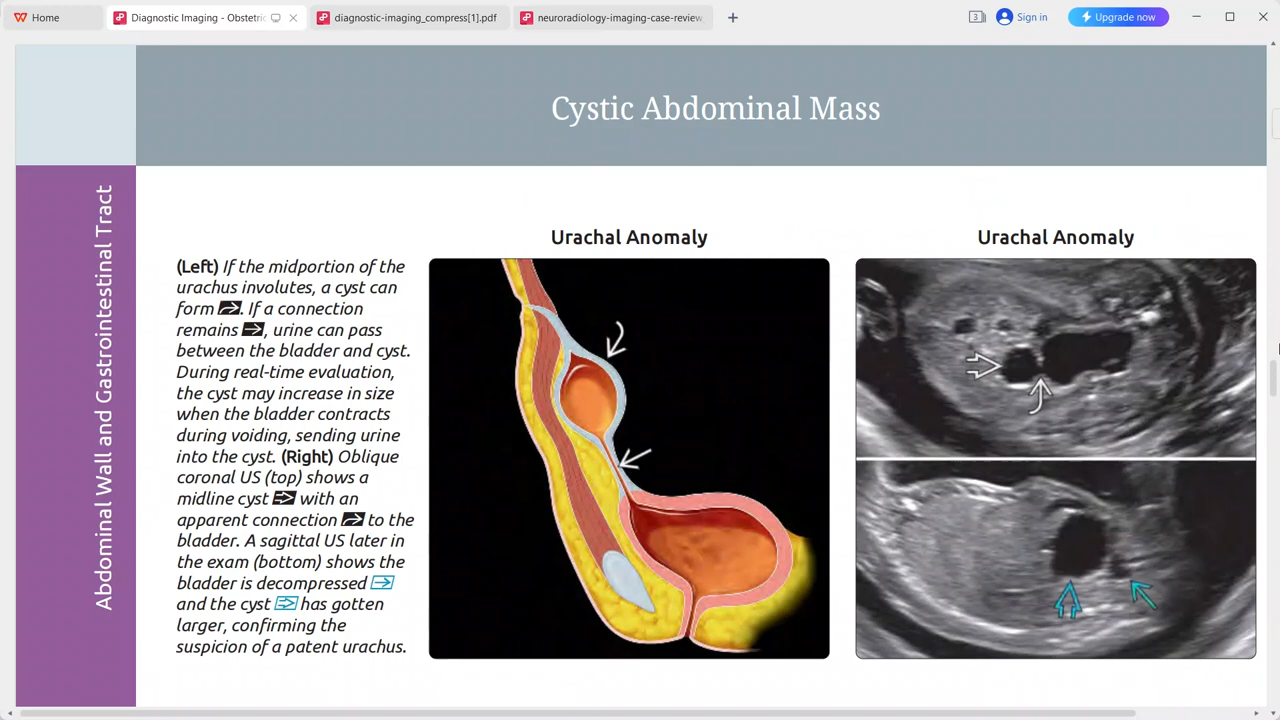 Home
Diagnostic Imaging - Obstetric
diagnostic-imaging_compress[1].pdf
neuroradiology-imaging-case-review
3
Sign in
Upgrade now
Cystic Abdominal Mass
Abdominal Wall and Gastrointestinal Tract
(Left) If the midportion of the
urachus involutes, a cyst can
form . If a connection
remains , urine can pass
between the bladder and cyst.
During real-time evaluation,
the cyst may increase in size
when the bladder contracts
during voiding, sending urine
into the cyst. (Right) Oblique
coronal US (top) shows a
midline cyst with an
apparent connection to the
bladder. A sagittal US later in
the exam (bottom) shows the
bladder is decompressed
and the cyst has gotten
larger, confirming the
suspicion of a patent urachus.
Urachal Anomaly
Urachal Anomaly